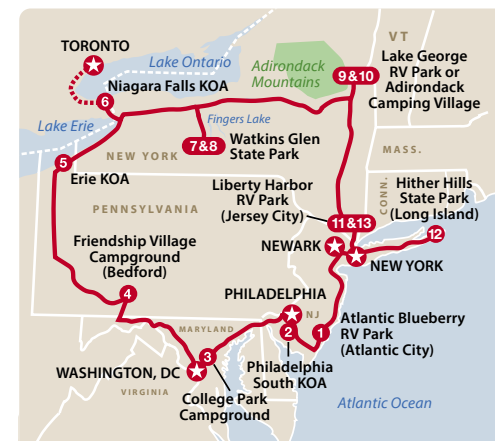 TORONTO
Lake Ontario
Adirondack
Mountains
VT
9 & 10
Lake George
RV Park or
Adirondack
Camping Village
Niagara Falls KOA
6
Lake Erie
Fingers Lake
7 & 8
Watkins Glen
State Park
NEW YORK
MASS.
5
Erie KOA
CONN.
Hither Hills
State Park
(Long Island)
Liberty Harbor
RV Park
(Jersey City)
11 & 13
12
PENNSYLVANIA
Friendship Village
Campground
(Bedford)
4
NEWARK
NEW YORK
PHILADELPHIA
NJ
2
1
Atlantic Blueberry
RV Park
(Atlantic City)
MARYLAND
3
Philadelphia
South KOA
WASHINGTON, DC
VIRGINIA
College Park
Campground
Atlantic Ocean